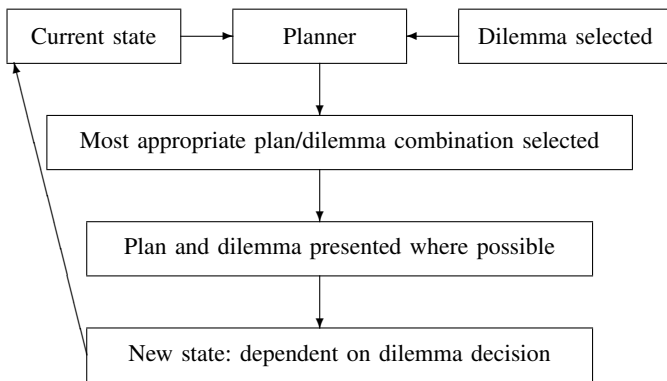 Current state
Planner
Dilemma selected
Most appropriate plan/dilemma combination selected
Plan and dilemma presented where possible
New state: dependent on dilemma decision